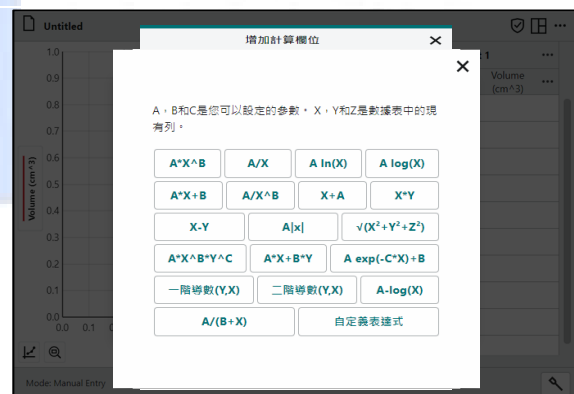 Untitled
增加計算欄位
1
Volume
(cm^3)
A，B和C是您可以設定的參數。 X，Y和Z是數據表中的現
有列。
A*X^B
A/X
A ln(X)
A log(X)
A*X+B
A/X^B
X+A
X*Y
X-Y
A|x|
√(X²+Y²+Z²)
A*X^B*Y^C
A*X+B*Y
A exp(-C*X)+B
一階導數(Y,X)
二階導數(Y,X)
A-log(X)
A/(B+X)
自定義表達式
Volume (cm^3)
1.0
0.9
0.8
0.7
0.6
0.5
0.4
0.3
0.2
0.1
0.0
0.0 0.1
Mode: Manual Entry